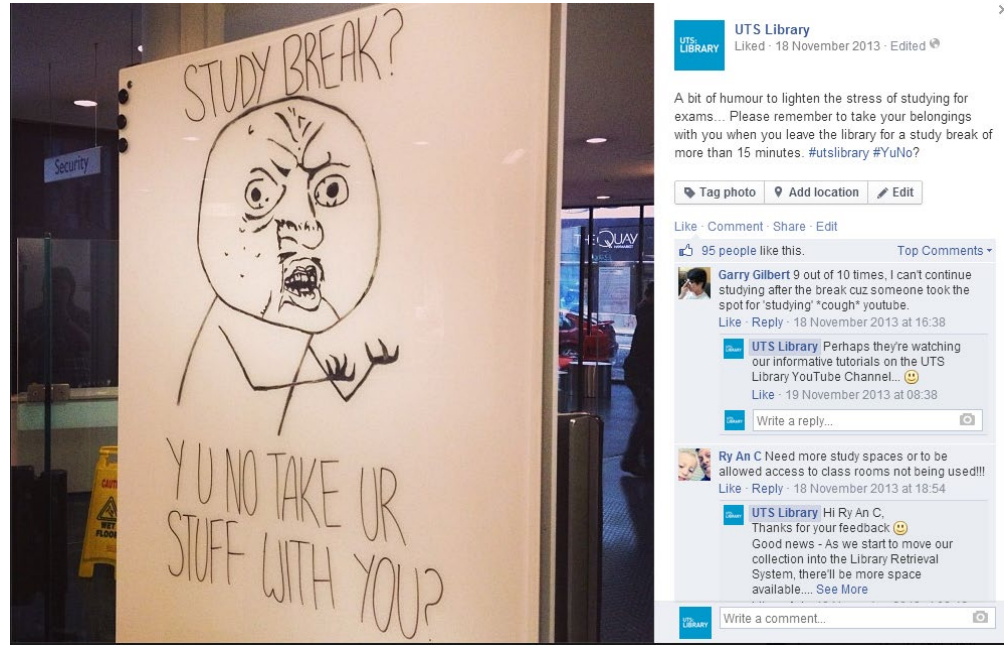 STUDY BREAK?
Security
THE QUAY
CAUTION
WET
FLOOR
Y U NO TAKE UR
STUFF WITH YOU?
UTS:
LIBRARY
UTS Library
Liked · 18 November 2013 · Edited
A bit of humour to lighten the stress of studying for
exams... Please remember to take your belongings
with you when you leave the library for a study break of
more than 15 minutes. #utslibrary #YuNo?
Tag photo
Add location
Edit
Like · Comment · Share · Edit
95 people like this.
Top Comments
Garry Gilbert 9 out of 10 times, I can't continue
studying after the break cuz someone took the
spot for 'studying' *cough* youtube.
Like · Reply · 18 November 2013 at 16:38
UTS Library Perhaps they're watching
our informative tutorials on the UTS
Library YouTube Channel...
Like · 19 November 2013 at 08:38
Write a reply...
Ry An C Need more study spaces or to be
allowed access to class rooms not being used!!!
Like · Reply · 18 November 2013 at 18:54
UTS Library Hi Ry An C,
Thanks for your feedback
Good news - As we start to move our
collection into the Library Retrieval
System, there'll be more space
available.... See More
UTS:
LIBRARY
Write a comment...